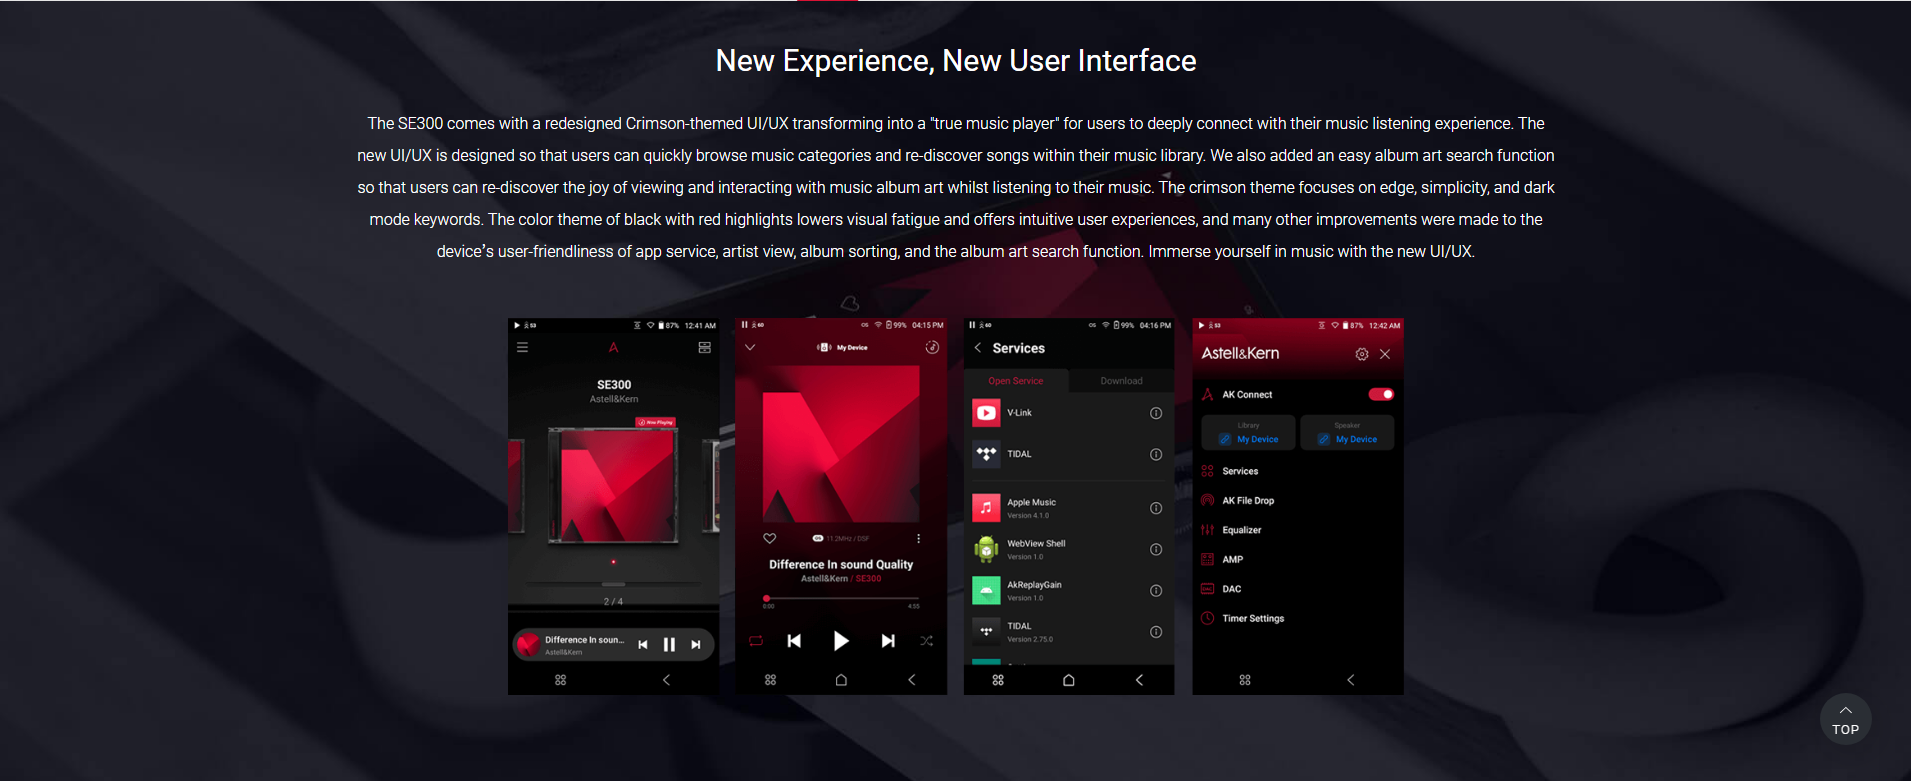 New Experience, New User Interface
The SE300 comes with a redesigned Crimson-themed UI/UX transforming into a "true music player" for users to deeply connect with their music listening experience. The
new UI/UX is designed so that users can quickly browse music categories and re-discover songs within their music library. We also added an easy album art search function
so that users can re-discover the joy of viewing and interacting with music album art whilst listening to their music. The crimson theme focuses on edge, simplicity, and dark
mode keywords. The color theme of black with red highlights lowers visual fatigue and offers intuitive user experiences, and many other improvements were made to the
device’s user-friendliness of app service, artist view, album sorting, and the album art search function. Immerse yourself in music with the new UI/UX.
53 87% 12:41 AM
SE300
Astell&Kern
Now Playing
2 / 4
Difference In soun...
Astell&Kern
60 OS 99% 04:15 PM
My Device
11.2MHz / DSF
Difference In sound Quality
Astell&Kern / SE300
0:00 4:55
60 OS 99% 04:16 PM
Services
Open Service Download
V-Link
TIDAL
Apple Music
Version 4.1.0
WebView Shell
Version 1.0
AkReplayGain
Version 1.0
TIDAL
Version 2.75.0
53 87% 12:42 AM
Astell&Kern
AK Connect
Library Speaker
My Device My Device
Services
AK File Drop
Equalizer
AMP
DAC
Timer Settings
TOP